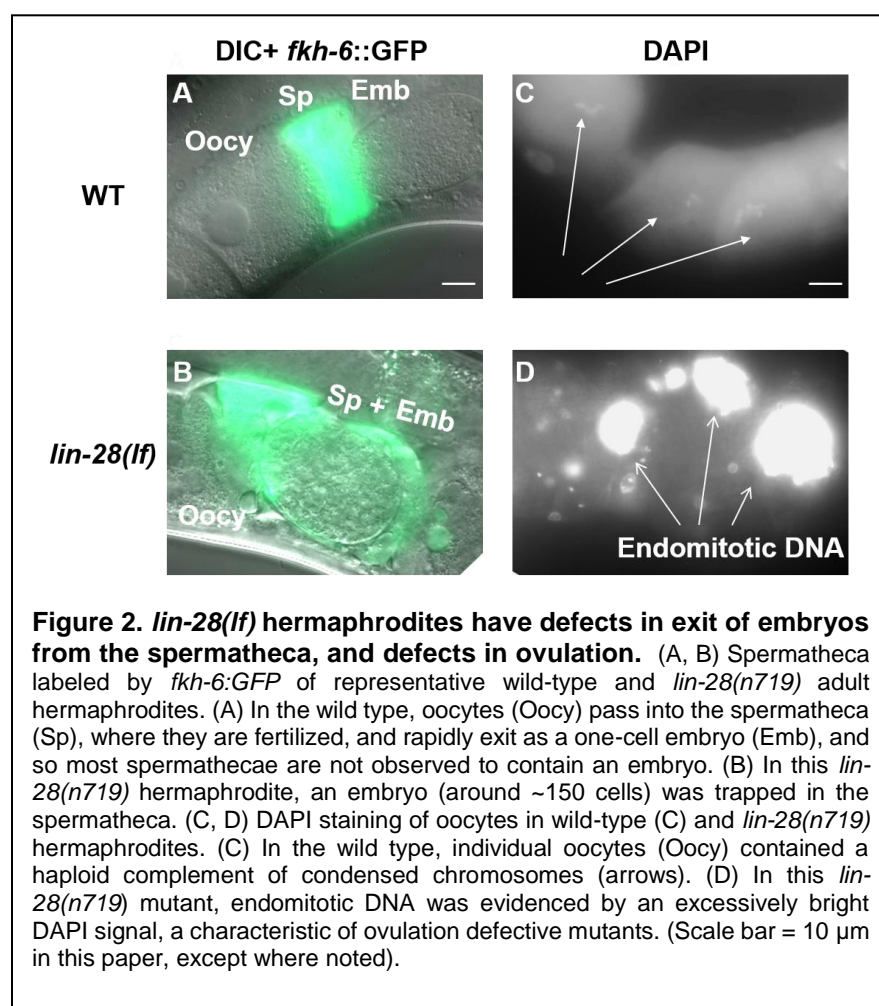 DIC+ fkh-6::GFP
DAPI
A
Sp
Emb
Oocy
C
WT
B
Sp + Emb
Oocy
D
Endomitotic DNA
lin-28(lf)
Figure 2. lin-28(lf) hermaphrodites have defects in exit of embryos
from the spermatheca, and defects in ovulation. (A, B) Spermatheca
labeled by fkh-6:GFP of representative wild-type and lin-28(n719) adult
hermaphrodites. (A) In the wild type, oocytes (Oocy) pass into the spermatheca
(Sp), where they are fertilized, and rapidly exit as a one-cell embryo (Emb), and
so most spermathecae are not observed to contain an embryo. (B) In this lin-
28(n719) hermaphrodite, an embryo (around ~150 cells) was trapped in the
spermatheca. (C, D) DAPI staining of oocytes in wild-type (C) and lin-28(n719)
hermaphrodites. (C) In the wild type, individual oocytes (Oocy) contained a
haploid complement of condensed chromosomes (arrows). (D) In this lin-
28(n719) mutant, endomitotic DNA was evidenced by an excessively bright
DAPI signal, a characteristic of ovulation defective mutants. (Scale bar = 10 µm
in this paper, except where noted).